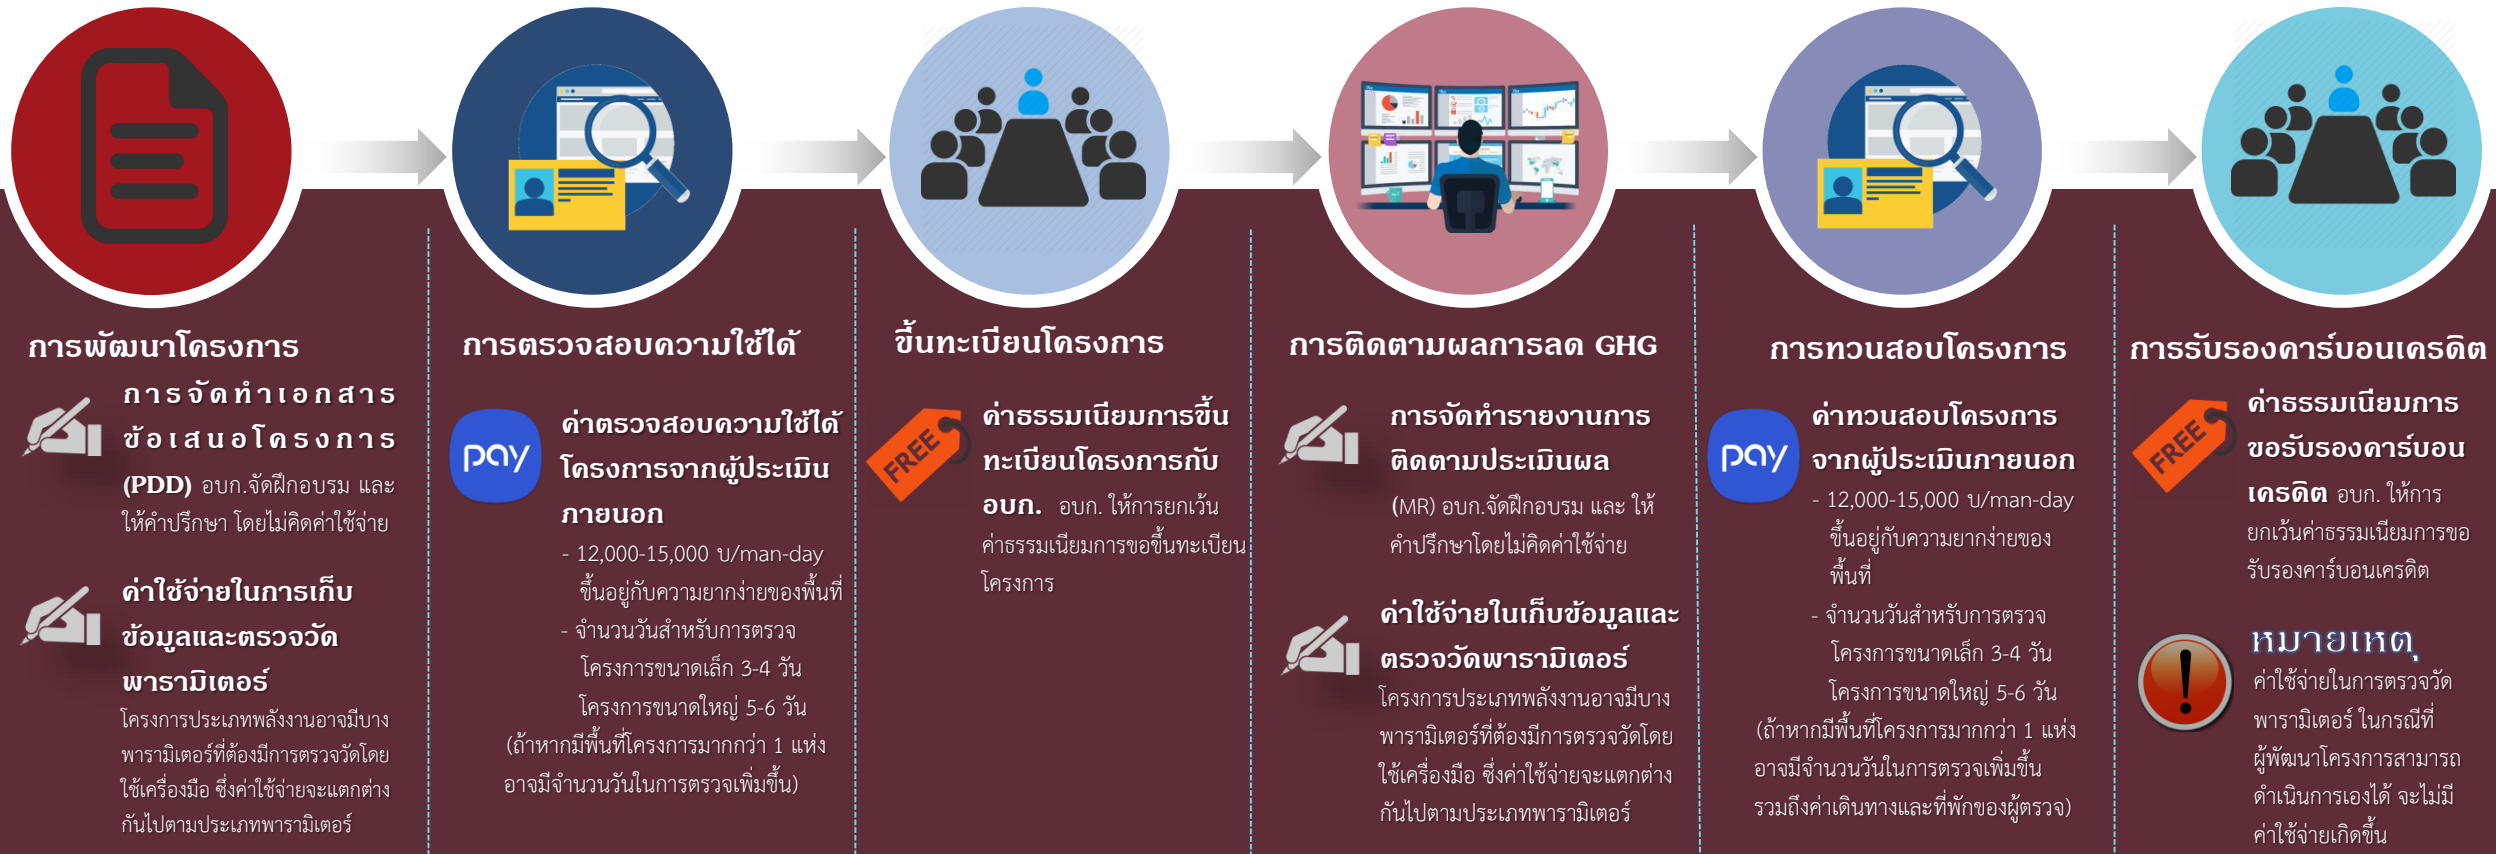 การพัฒนาโครงการ
การจัดทำเอกสาร
ข้อเสนอโครงการ
(PDD) อบก.จัดฝึกอบรม และ
ให้คำปรึกษา โดยไม่คิดค่าใช้จ่าย
ค่าใช้จ่ายในการเก็บ
ข้อมูลและตรวจวัด
พารามิเตอร์
โครงการประเภทพลังงานอาจมีบาง
พารามิเตอร์ที่ต้องมีการตรวจวัดโดย
ใช้เครื่องมือ ซึ่งค่าใช้จ่ายจะแตกต่าง
กันไปตามประเภทพารามิเตอร์
การตรวจสอบความใช้ได้
pay
ค่าตรวจสอบความใช้ได้
โครงการจากผู้ประเมิน
ภายนอก
- 12,000-15,000 บ/man-day
ขึ้นอยู่กับความยากง่ายของพื้นที่
- จำนวนวันสำหรับการตรวจ
โครงการขนาดเล็ก 3-4 วัน
โครงการขนาดใหญ่ 5-6 วัน
(ถ้าหากมีพื้นที่โครงการมากกว่า 1 แห่ง
อาจมีจำนวนวันในการตรวจเพิ่มขึ้น)
ขึ้นทะเบียนโครงการ
FREE
ค่าธรรมเนียมการขึ้น
ทะเบียนโครงการกับ
อบก. อบก. ให้การยกเว้น
ค่าธรรมเนียมการขอขึ้นทะเบียน
โครงการ
การติดตามผลการลด GHG
การจัดทำรายงานการ
ติดตามประเมินผล
(MR) อบก.จัดฝึกอบรม และ ให้
คำปรึกษาโดยไม่คิดค่าใช้จ่าย
ค่าใช้จ่ายในเก็บข้อมูลและ
ตรวจวัดพารามิเตอร์
โครงการประเภทพลังงานอาจมีบาง
พารามิเตอร์ที่ต้องมีการตรวจวัดโดย
ใช้เครื่องมือ ซึ่งค่าใช้จ่ายจะแตกต่าง
กันไปตามประเภทพารามิเตอร์
การทวนสอบโครงการ
pay
ค่าทวนสอบโครงการ
จากผู้ประเมินภายนอก
- 12,000-15,000 บ/man-day
ขึ้นอยู่กับความยากง่ายของ
พื้นที่
- จำนวนวันสำหรับการตรวจ
โครงการขนาดเล็ก 3-4 วัน
โครงการขนาดใหญ่ 5-6 วัน
(ถ้าหากมีพื้นที่โครงการมากกว่า 1 แห่ง
อาจมีจำนวนวันในการตรวจเพิ่มขึ้น
รวมถึงค่าเดินทางและที่พักของผู้ตรวจ)
การรับรองคาร์บอนเครดิต
FREE
ค่าธรรมเนียมการ
ขอรับรองคาร์บอน
เครดิต อบก. ให้การ
ยกเว้นค่าธรรมเนียมการขอ
รับรองคาร์บอนเครดิต
หมายเหตุ
ค่าใช้จ่ายในการตรวจวัด
พารามิเตอร์ ในกรณีที่
ผู้พัฒนาโครงการสามารถ
ดำเนินการเองได้ จะไม่มี
ค่าใช้จ่ายเกิดขึ้น